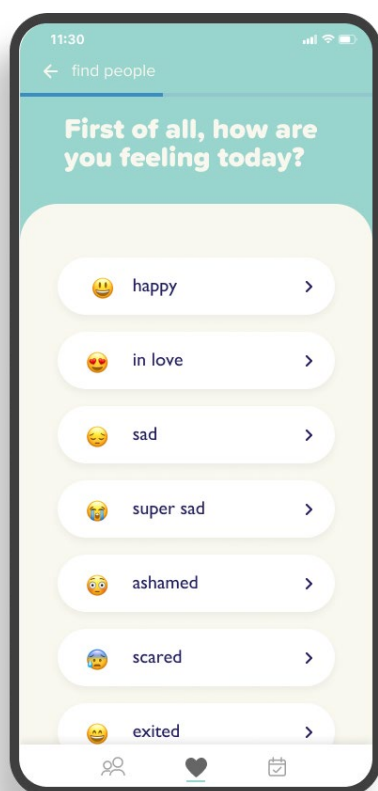 11:30
find people
First of all, how are
you feeling today?
happy
in love
sad
super sad
ashamed
scared
exited